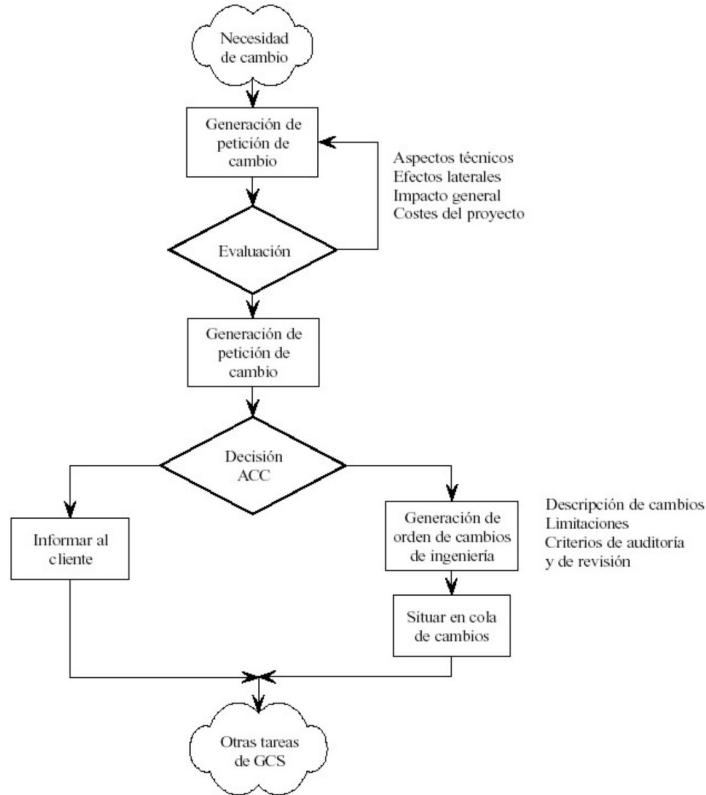 Necesidad
de cambio
Generación de
petición de
cambio
Aspectos técnicos
Efectos laterales
Impacto general
Costes del proyecto
Evaluación
Generación de
petición de
cambio
Decisión
ACC
Informar al
cliente
Generación de
orden de cambios
de ingeniería
Descripción de cambios
Limitaciones
Criterios de auditoría
y de revisión
Situar en cola
de cambios
Otras tareas
de GCS